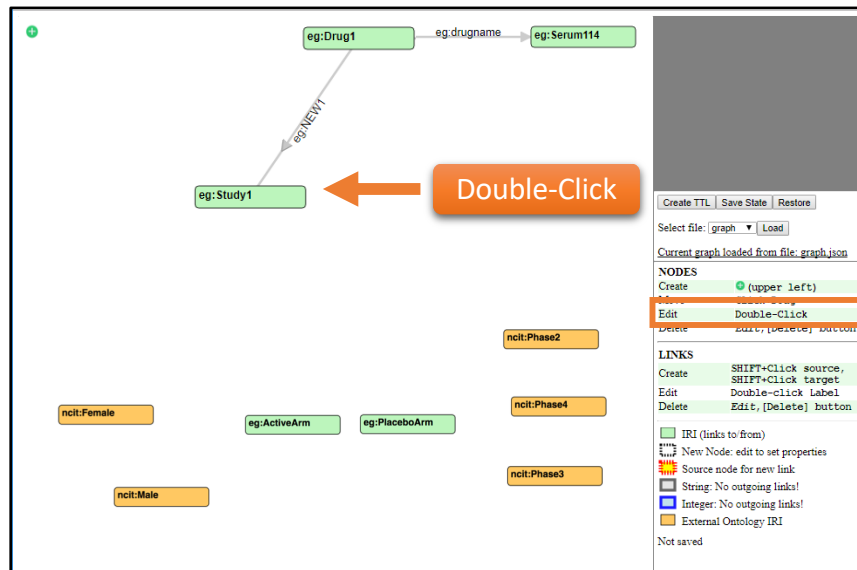 eg:Drug1
eg:drugname
eg:Serum114
eg:NEW1
eg:Study1
Double-Click
ncit:Phase2
ncit:Female
eg:ActiveArm
eg:PlaceboArm
ncit:Phase4
ncit:Male
ncit:Phase3
Create TTL Save State Restore
Select file: graph Load
Current graph loaded from file: graph.json
NODES
Create (upper left)
Move Click-Drag
Edit Double-Click
Delete Edit,[Delete] button
LINKS
Create SHIFT+Click source,
SHIFT+Click target
Edit Double-click Label
Delete Edit,[Delete] button
IRI (links to/from)
New Node: edit to set properties
Source node for new link
String: No outgoing links!
Integer: No outgoing links!
External Ontology IRI
Not saved